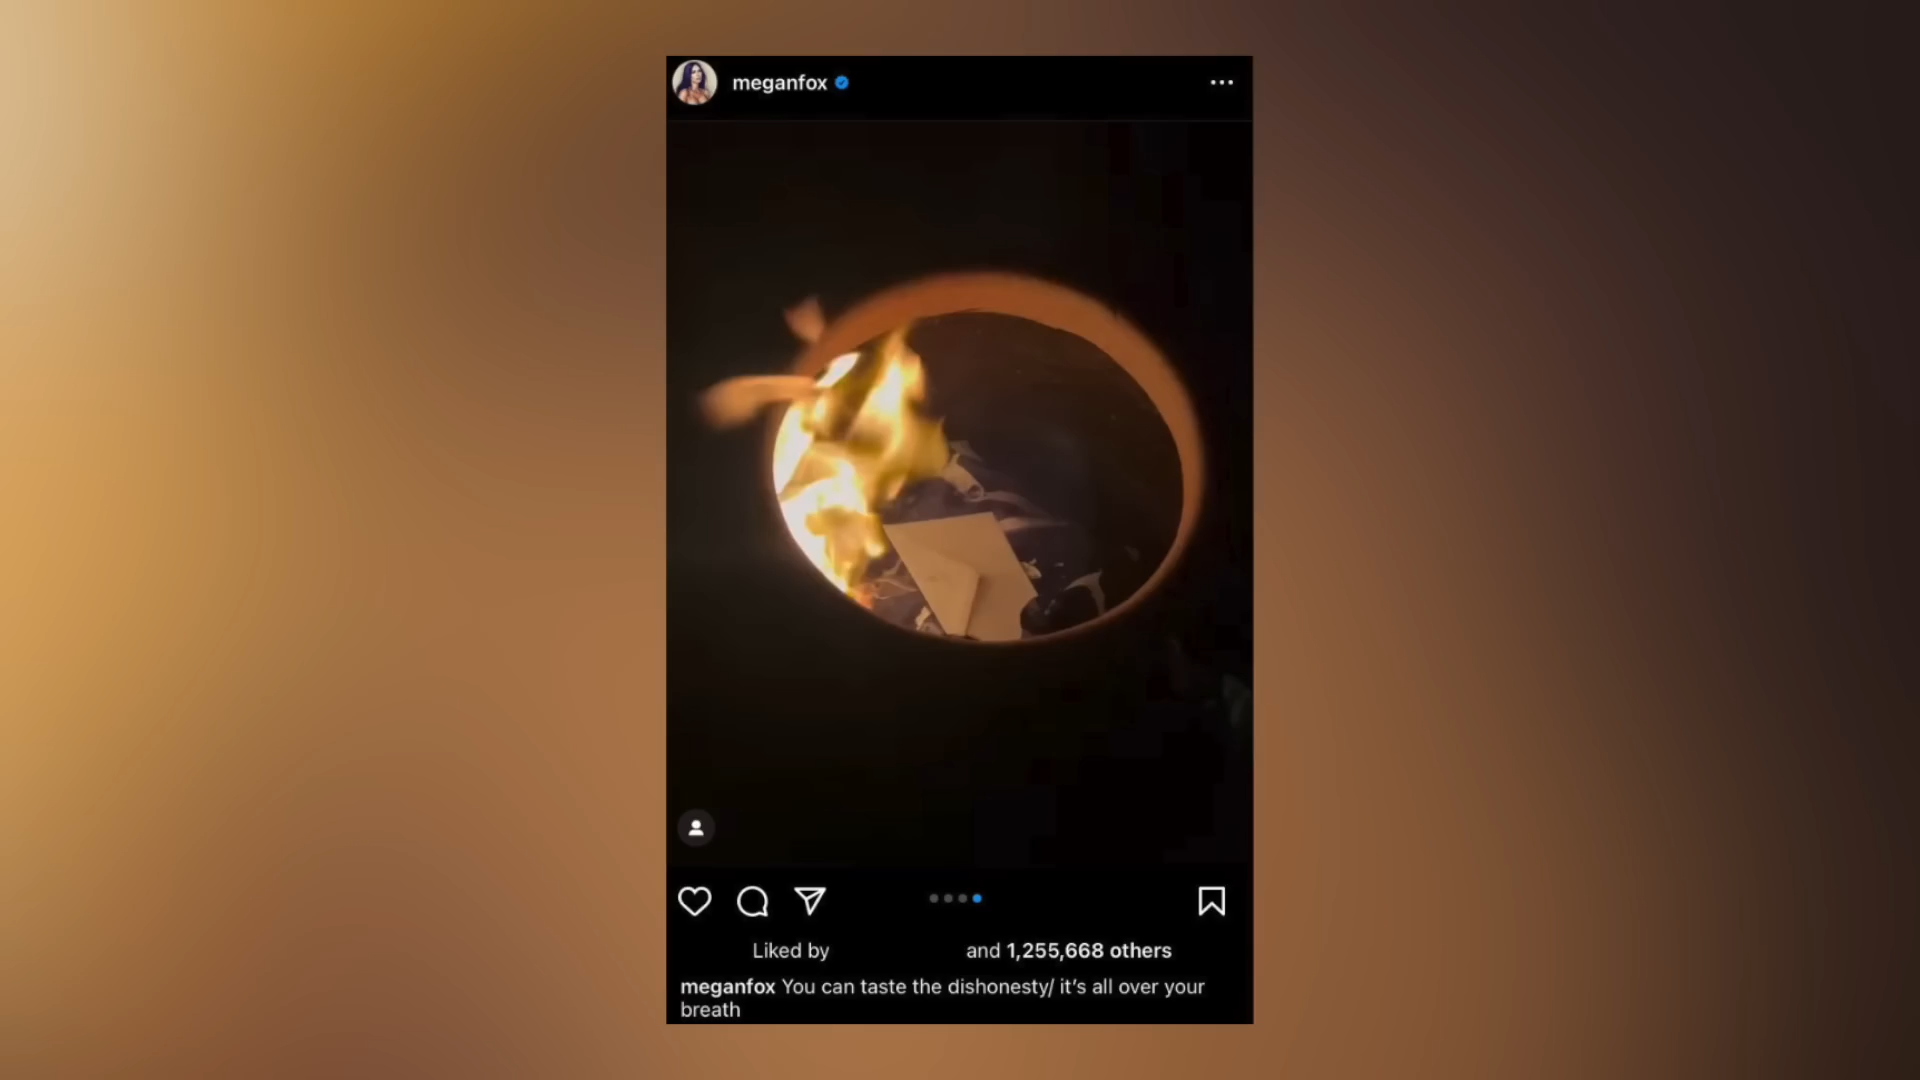 meganfox
Liked by and 1,255,668 others
meganfox You can taste the dishonesty/ it’s all over your
breath